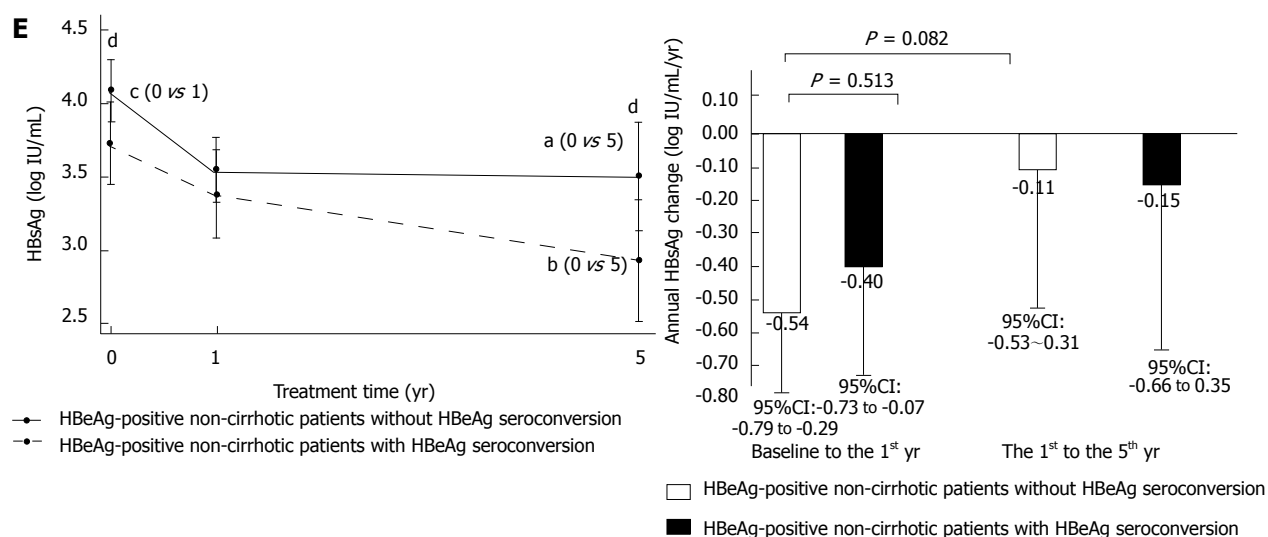 E
4.5
4.0
3.5
3.0
2.5
HBsAg (log IU/mL)
d
c (0 vs 1)
d
a (0 vs 5)
b (0 vs 5)
0
1
5
Treatment time (yr)
HBeAg-positive non-cirrhotic patients without HBeAg seroconversion
HBeAg-positive non-cirrhotic patients with HBeAg seroconversion
P = 0.082
P = 0.513
Annual HBsAg change (log IU/mL/yr)
0.10
0.00
-0.10
-0.20
-0.30
-0.40
-0.50
-0.60
-0.70
-0.80
-0.54
-0.40
-0.11
-0.15
95%CI:
-0.79 to -0.29
95%CI:
-0.73 to -0.07
95%CI:
-0.53~0.31
95%CI:
-0.66 to 0.35
Baseline to the 1st yr
The 1st to the 5th yr
HBeAg-positive non-cirrhotic patients without HBeAg seroconversion
HBeAg-positive non-cirrhotic patients with HBeAg seroconversion